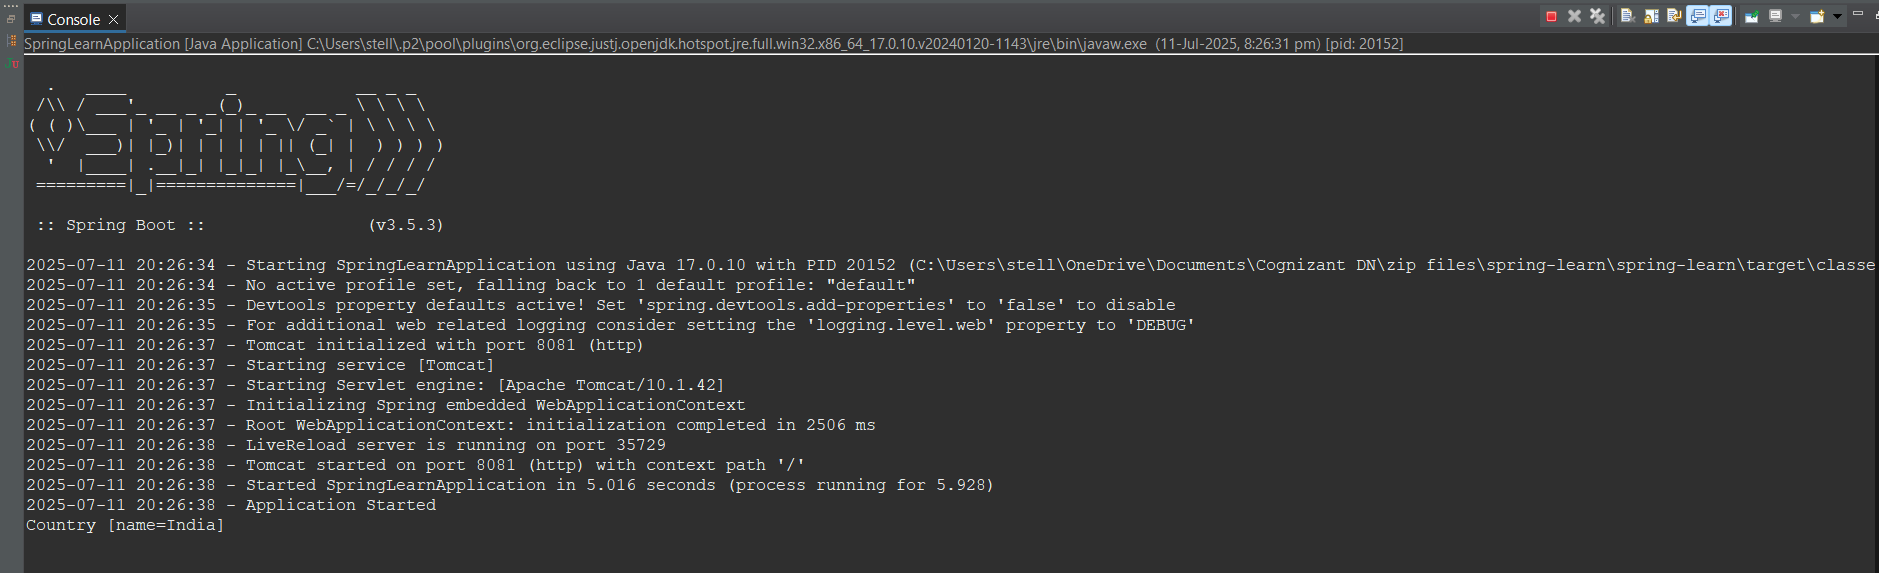 Console
SpringLearnApplication [Java Application] C:\Users\stell\.p2\pool\plugins\org.eclipse.justj.openjdk.hotspot.jre.full.win32.x86_64_17.0.10.v20240120-1143\jre\bin\javaw.exe (11-Jul-2025, 8:26:31 pm) [pid: 20152]
Ju
  .   ____          _            __ _ _
 /\\ / ___'_ __ _ _(_)_ __  __ _ \ \ \ \
( ( )\___ | '_ | '_| | '_ \/ _` | \ \ \ \
 \\/  ___)| |_)| | | | | || (_| |  ) ) ) )
  '  |____| .__|_| |_|_| |_\__, | / / / /
 =========|_|==============|___/=/_/_/_/
:: Spring Boot ::                (v3.5.3)
2025-07-11 20:26:34 - Starting SpringLearnApplication using Java 17.0.10 with PID 20152 (C:\Users\stell\OneDrive\Documents\Cognizant DN\zip files\spring-learn\spring-learn\target\classe
2025-07-11 20:26:34 - No active profile set, falling back to 1 default profile: "default"
2025-07-11 20:26:35 - Devtools property defaults active! Set 'spring.devtools.add-properties' to 'false' to disable
2025-07-11 20:26:35 - For additional web related logging consider setting the 'logging.level.web' property to 'DEBUG'
2025-07-11 20:26:37 - Tomcat initialized with port 8081 (http)
2025-07-11 20:26:37 - Starting service [Tomcat]
2025-07-11 20:26:37 - Starting Servlet engine: [Apache Tomcat/10.1.42]
2025-07-11 20:26:37 - Initializing Spring embedded WebApplicationContext
2025-07-11 20:26:37 - Root WebApplicationContext: initialization completed in 2506 ms
2025-07-11 20:26:38 - LiveReload server is running on port 35729
2025-07-11 20:26:38 - Tomcat started on port 8081 (http) with context path '/'
2025-07-11 20:26:38 - Started SpringLearnApplication in 5.016 seconds (process running for 5.928)
2025-07-11 20:26:38 - Application Started
Country [name=India]